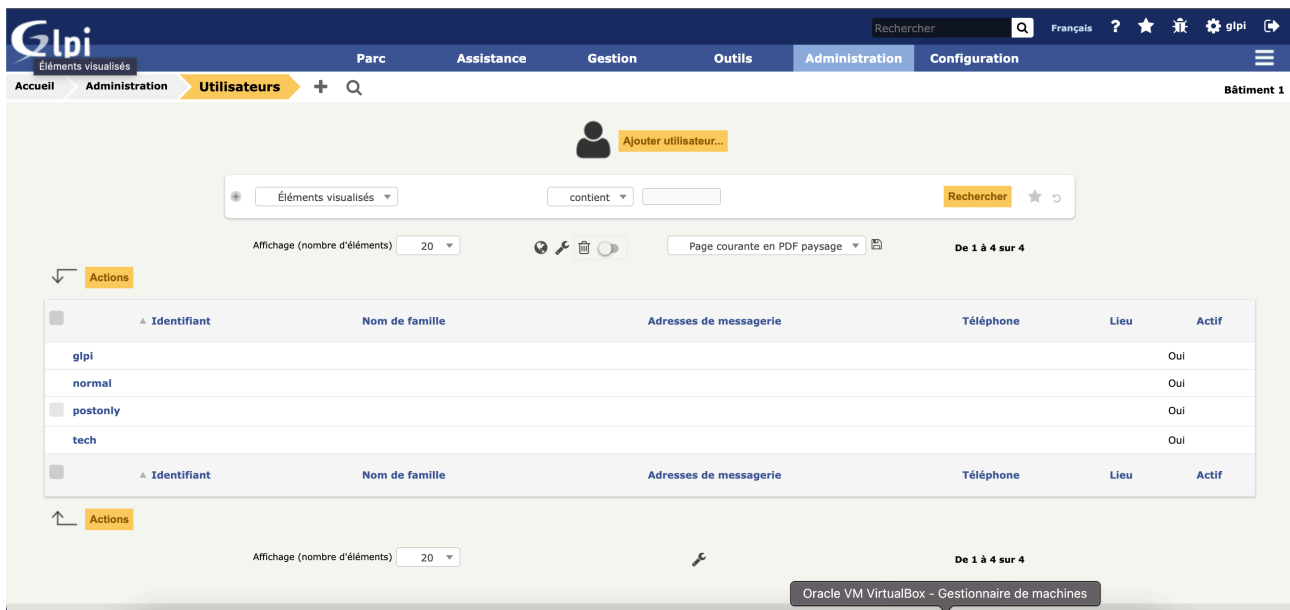 Glpi
Rechercher Français ? glpi
Éléments visualisés
Parc Assistance Gestion Outils Administration Configuration
Accueil Administration Utilisateurs Bâtiment 1
Ajouter utilisateur...
Éléments visualisés contient Rechercher
Affichage (nombre d'éléments) 20 Page courante en PDF paysage De 1 à 4 sur 4
Actions
Identifiant Nom de famille Adresses de messagerie Téléphone Lieu Actif
glpi Oui
normal Oui
postonly Oui
tech Oui
Identifiant Nom de famille Adresses de messagerie Téléphone Lieu Actif
Actions
Affichage (nombre d'éléments) 20 De 1 à 4 sur 4
Oracle VM VirtualBox - Gestionnaire de machines